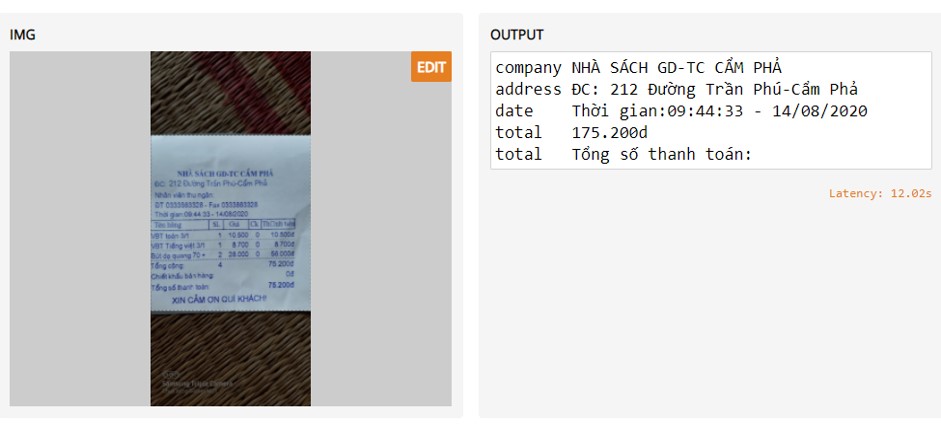 IMG
EDIT
NHÀ SÁCH GD-TC CẨM PHẢ
ĐC: 212 Đường Trần Phú-Cẩm Phả
Nhân viên thu ngân:
ĐT 0333883328 - Fax 0333883328
Thời gian:09:44:33 - 14/08/2020
Tên hàng SL Giá Ck Thành tiền
VBT toán 3/1 1 10.500 0 10.500đ
VBT Tiếng việt 3/1 1 8.700 0 8.700đ
Bút dạ quang 70 + 2 28.000 0 56.000đ
Tổng cộng: 4 75.200đ
Chiết khấu bán hàng: 0đ
Tổng số thanh toán: 75.200đ
XIN CẢM ƠN QUÍ KHÁCH!
OUTPUT
company NHÀ SÁCH GD-TC CẨM PHẢ
address ĐC: 212 Đường Trần Phú-Cẩm Phả
date Thời gian:09:44:33 - 14/08/2020
total 175.200d
total Tổng số thanh toán:
Latency: 12.02s